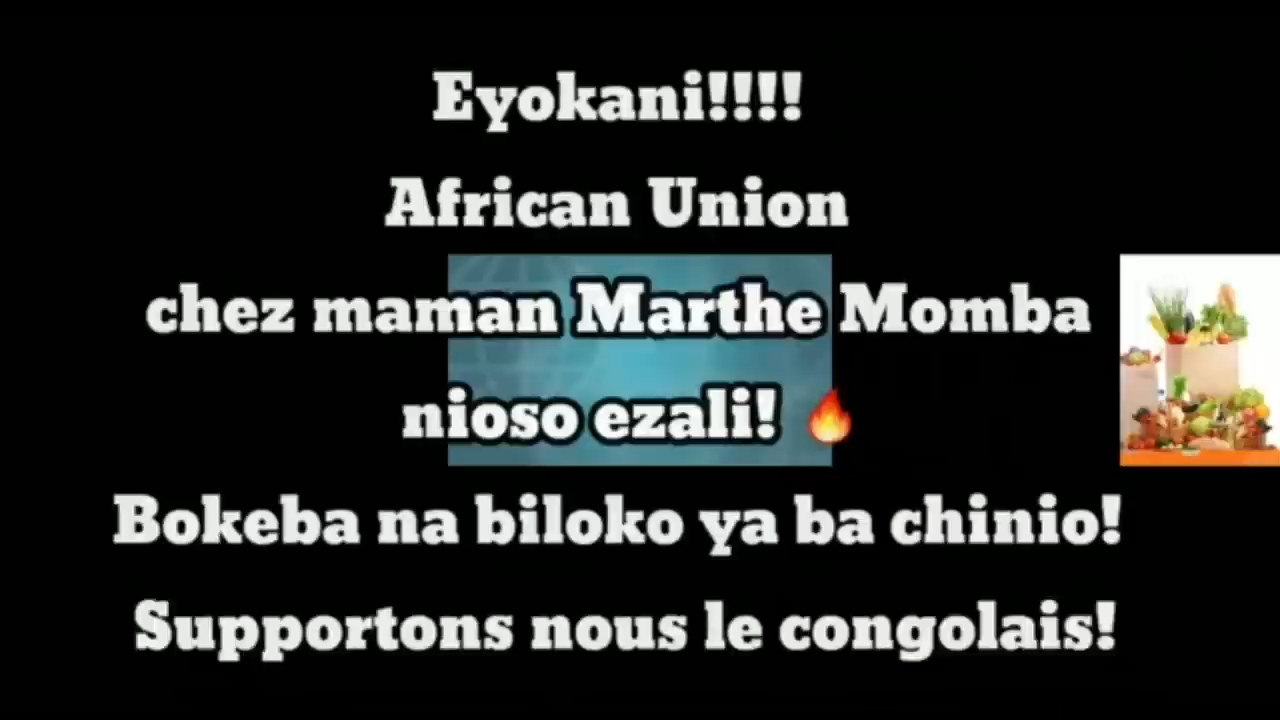 Eyokani!!!!
African Union
chez maman Marthe Momba
nioso ezali! 🔥
Bokeba na biloko ya ba chinio!
Supportons nous le congolais!